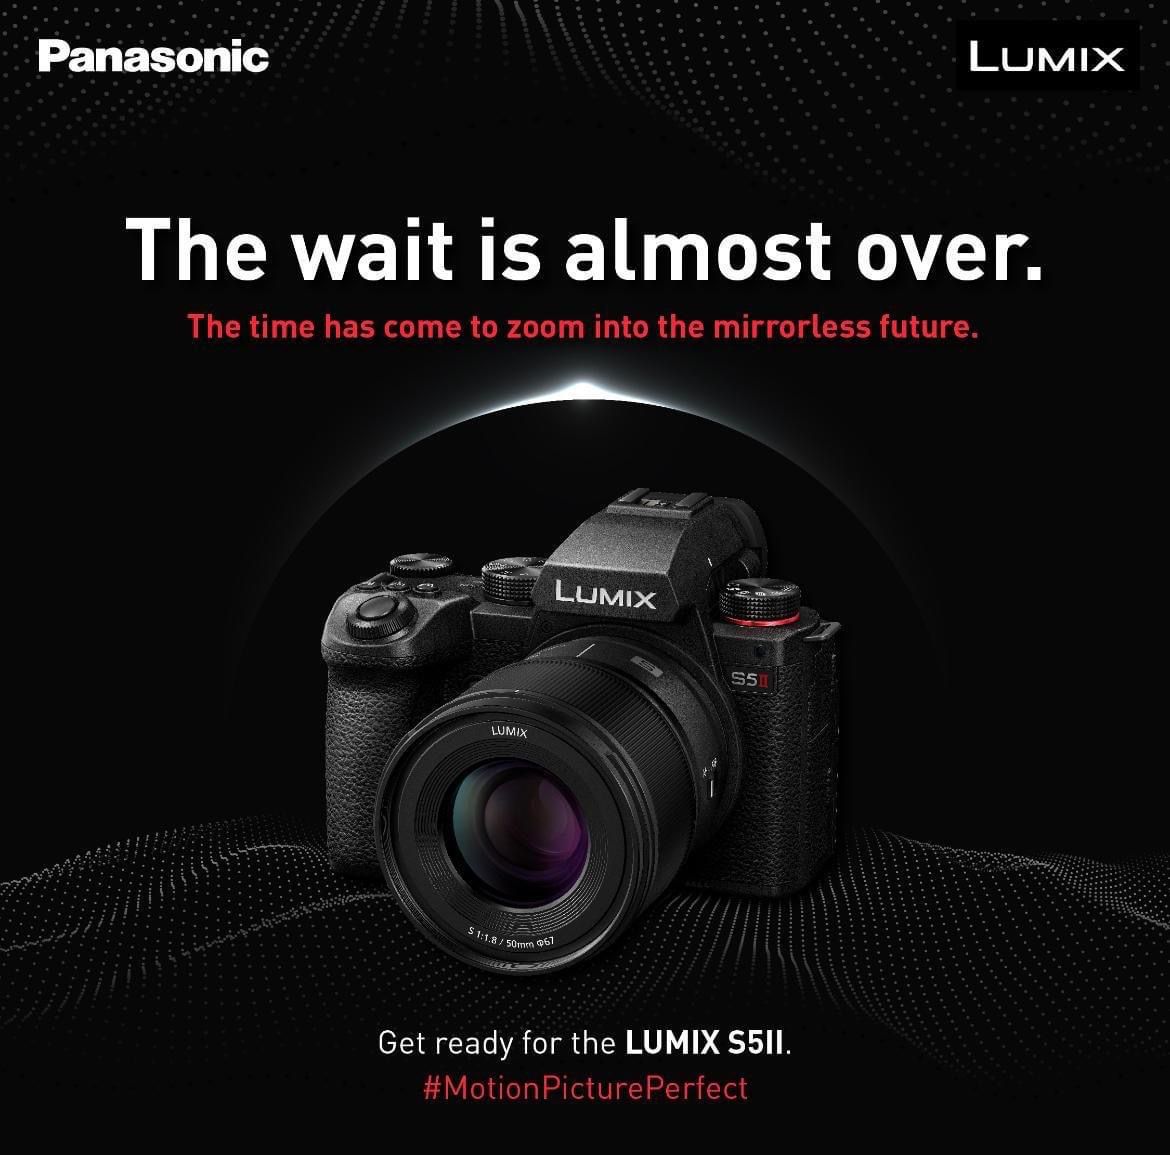 Panasonic
LUMIX
The wait is almost over.
The time has come to zoom into the mirrorless future.
LUMIX
S5II
LUMIX
S
S 1:1.8 / 50mm Φ67
Get ready for the LUMIX S5II.
#MotionPicturePerfect